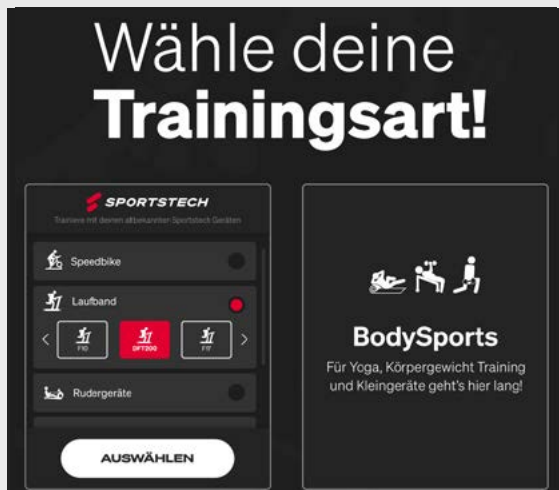 Wähle deine
Trainingsart!
SPORTSTECH
Trainiere mit deinen altbekannten Sportstech Geräten
Speedbike
Laufband
F10
DFT200
F17
Rudergeräte
AUSWÄHLEN
BodySports
Für Yoga, Körpergewicht Training
und Kleingeräte geht's hier lang!